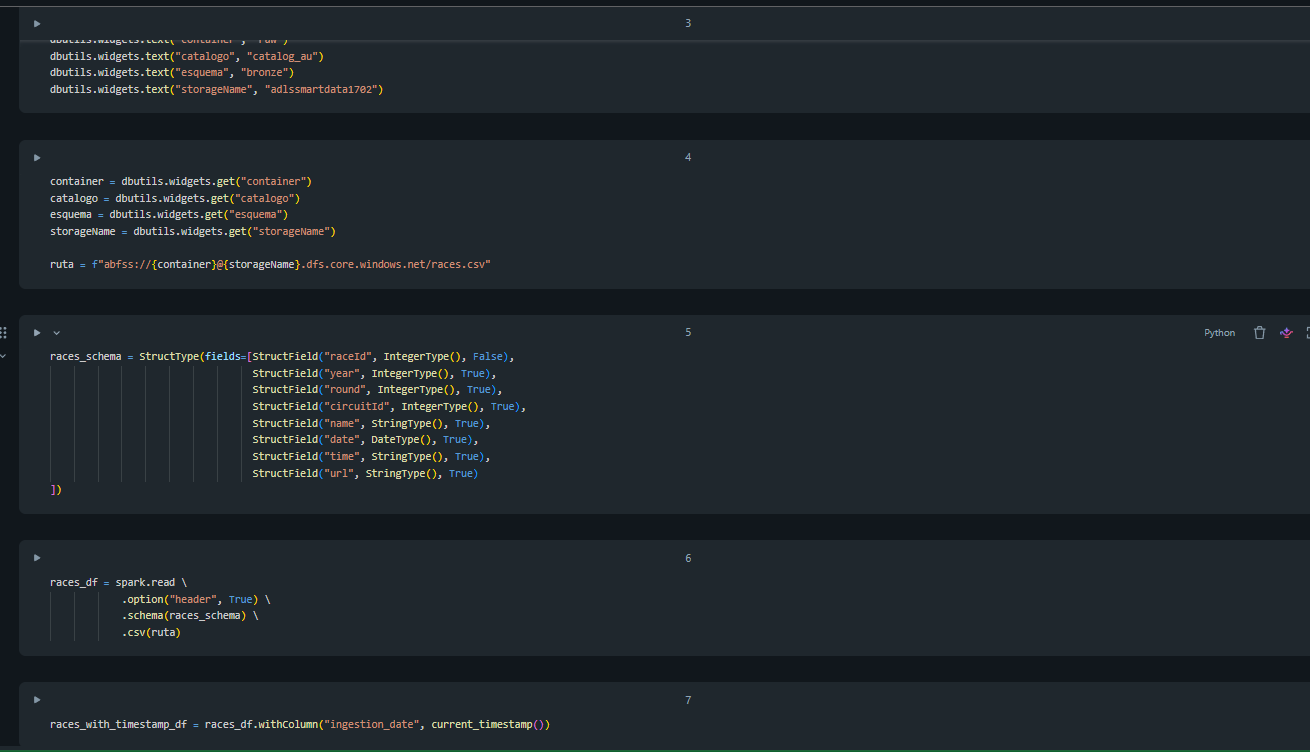 3
dbutils.widgets.text("container", "raw")
dbutils.widgets.text("catalogo", "catalog_au")
dbutils.widgets.text("esquema", "bronze")
dbutils.widgets.text("storageName", "adlssmartdata1702")
4
container = dbutils.widgets.get("container")
catalogo = dbutils.widgets.get("catalogo")
esquema = dbutils.widgets.get("esquema")
storageName = dbutils.widgets.get("storageName")
ruta = f"abfss://{container}@{storageName}.dfs.core.windows.net/races.csv"
5
Python
races_schema = StructType(fields=[StructField("raceId", IntegerType(), False),
StructField("year", IntegerType(), True),
StructField("round", IntegerType(), True),
StructField("circuitId", IntegerType(), True),
StructField("name", StringType(), True),
StructField("date", DateType(), True),
StructField("time", StringType(), True),
StructField("url", StringType(), True)
])
6
races_df = spark.read \
.option("header", True) \
.schema(races_schema) \
.csv(ruta)
7
races_with_timestamp_df = races_df.withColumn("ingestion_date", current_timestamp())